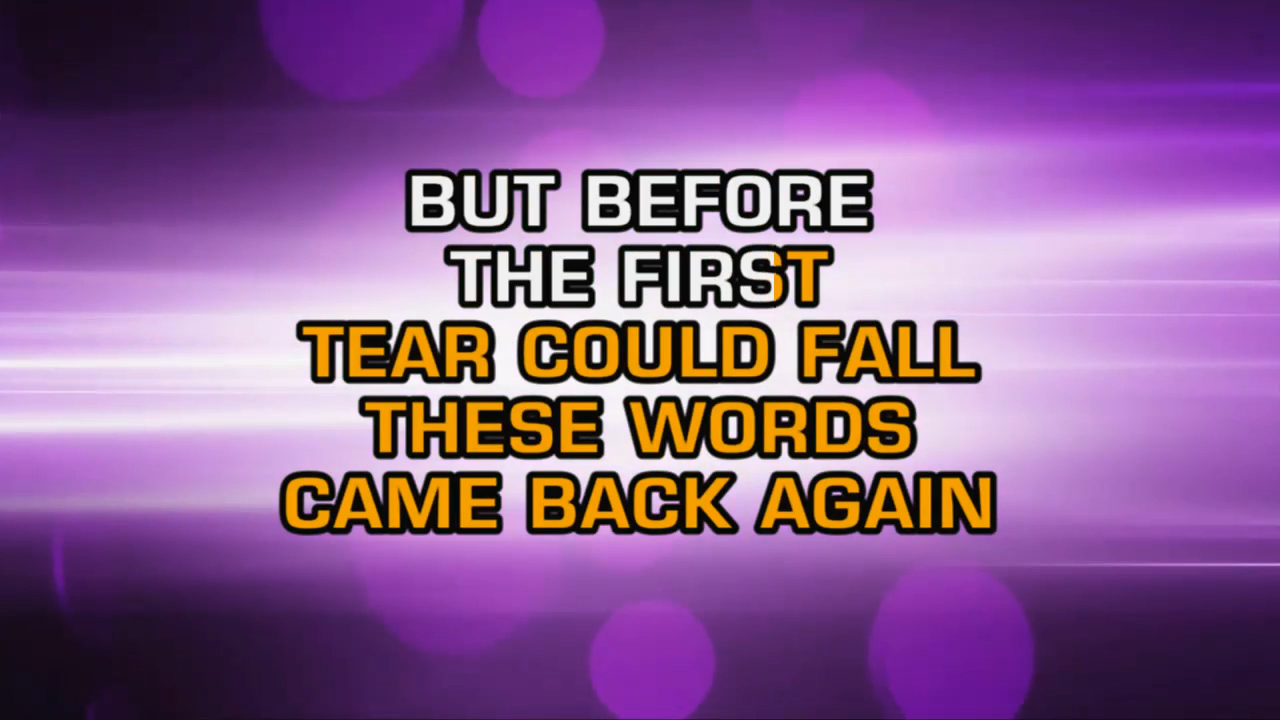 BUT BEFORE
THE FIRST
TEAR COULD FALL
THESE WORDS
CAME BACK AGAIN